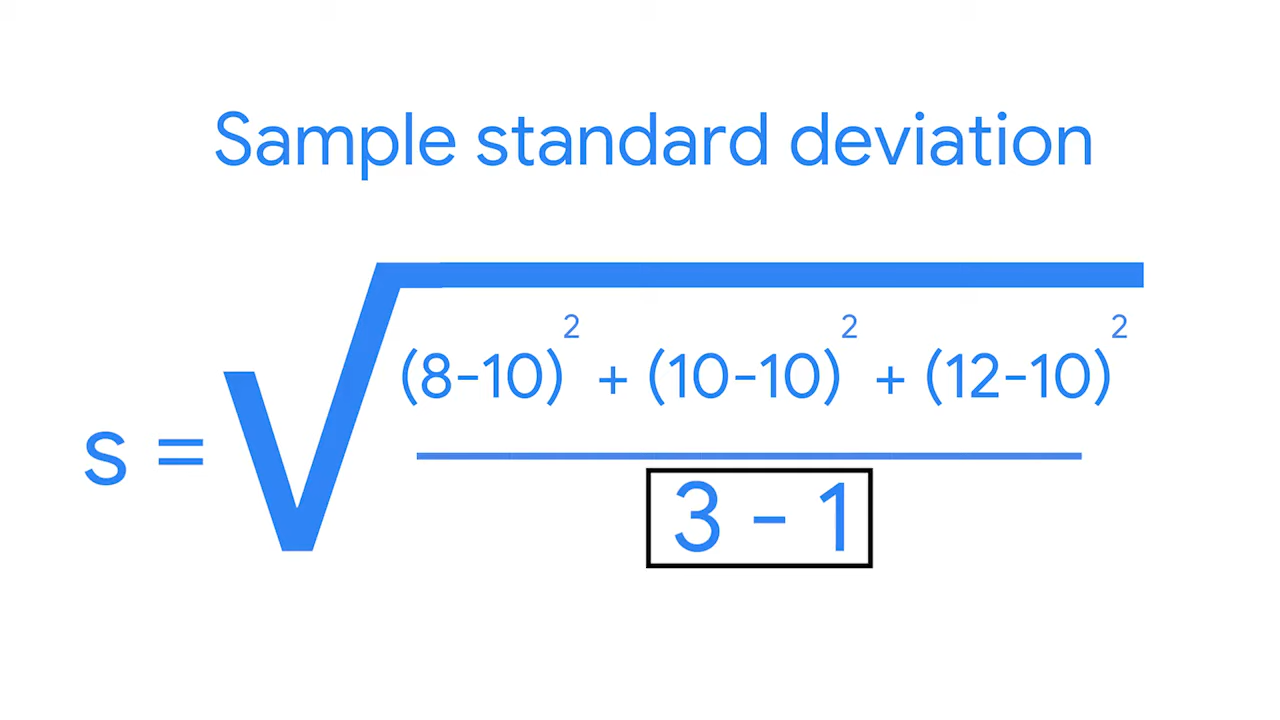 Sample standard deviation
s = √
(8-10)² + (10-10)² + (12-10)²
3 - 1